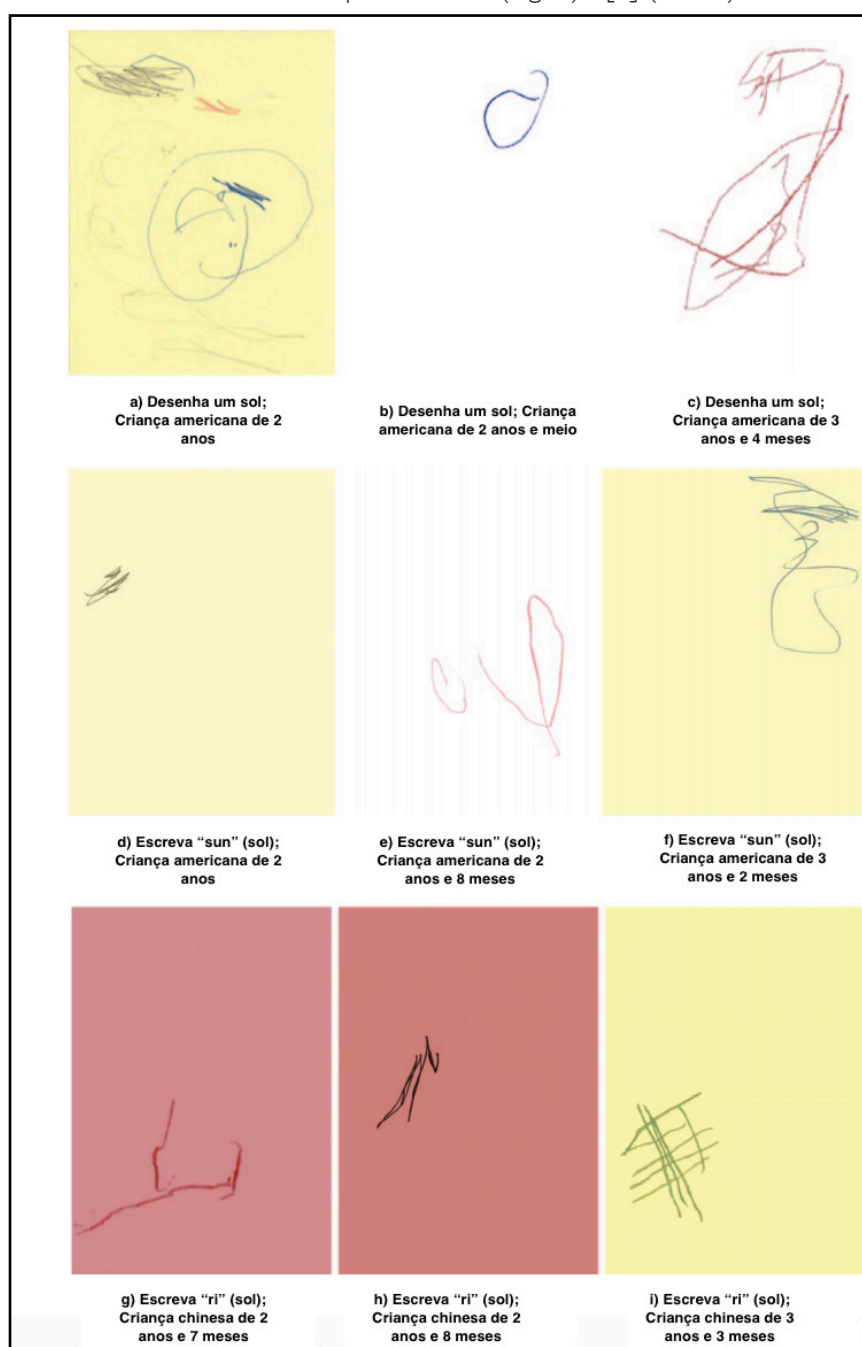 a) Desenha um sol;
Criança americana de 2
anos
b) Desenha um sol; Criança
americana de 2 anos e meio
c) Desenha um sol;
Criança americana de 3
anos e 4 meses
d) Escreva “sun” (sol);
Criança americana de 2
anos
e) Escreva “sun” (sol);
Criança americana de 2
anos e 8 meses
f) Escreva “sun” (sol);
Criança americana de 3
anos e 2 meses
g) Escreva “ri” (sol);
Criança chinesa de 2
anos e 7 meses
h) Escreva “ri” (sol);
Criança chinesa de 2
anos e 8 meses
i) Escreva “ri” (sol);
Criança chinesa de 3
anos e 3 meses